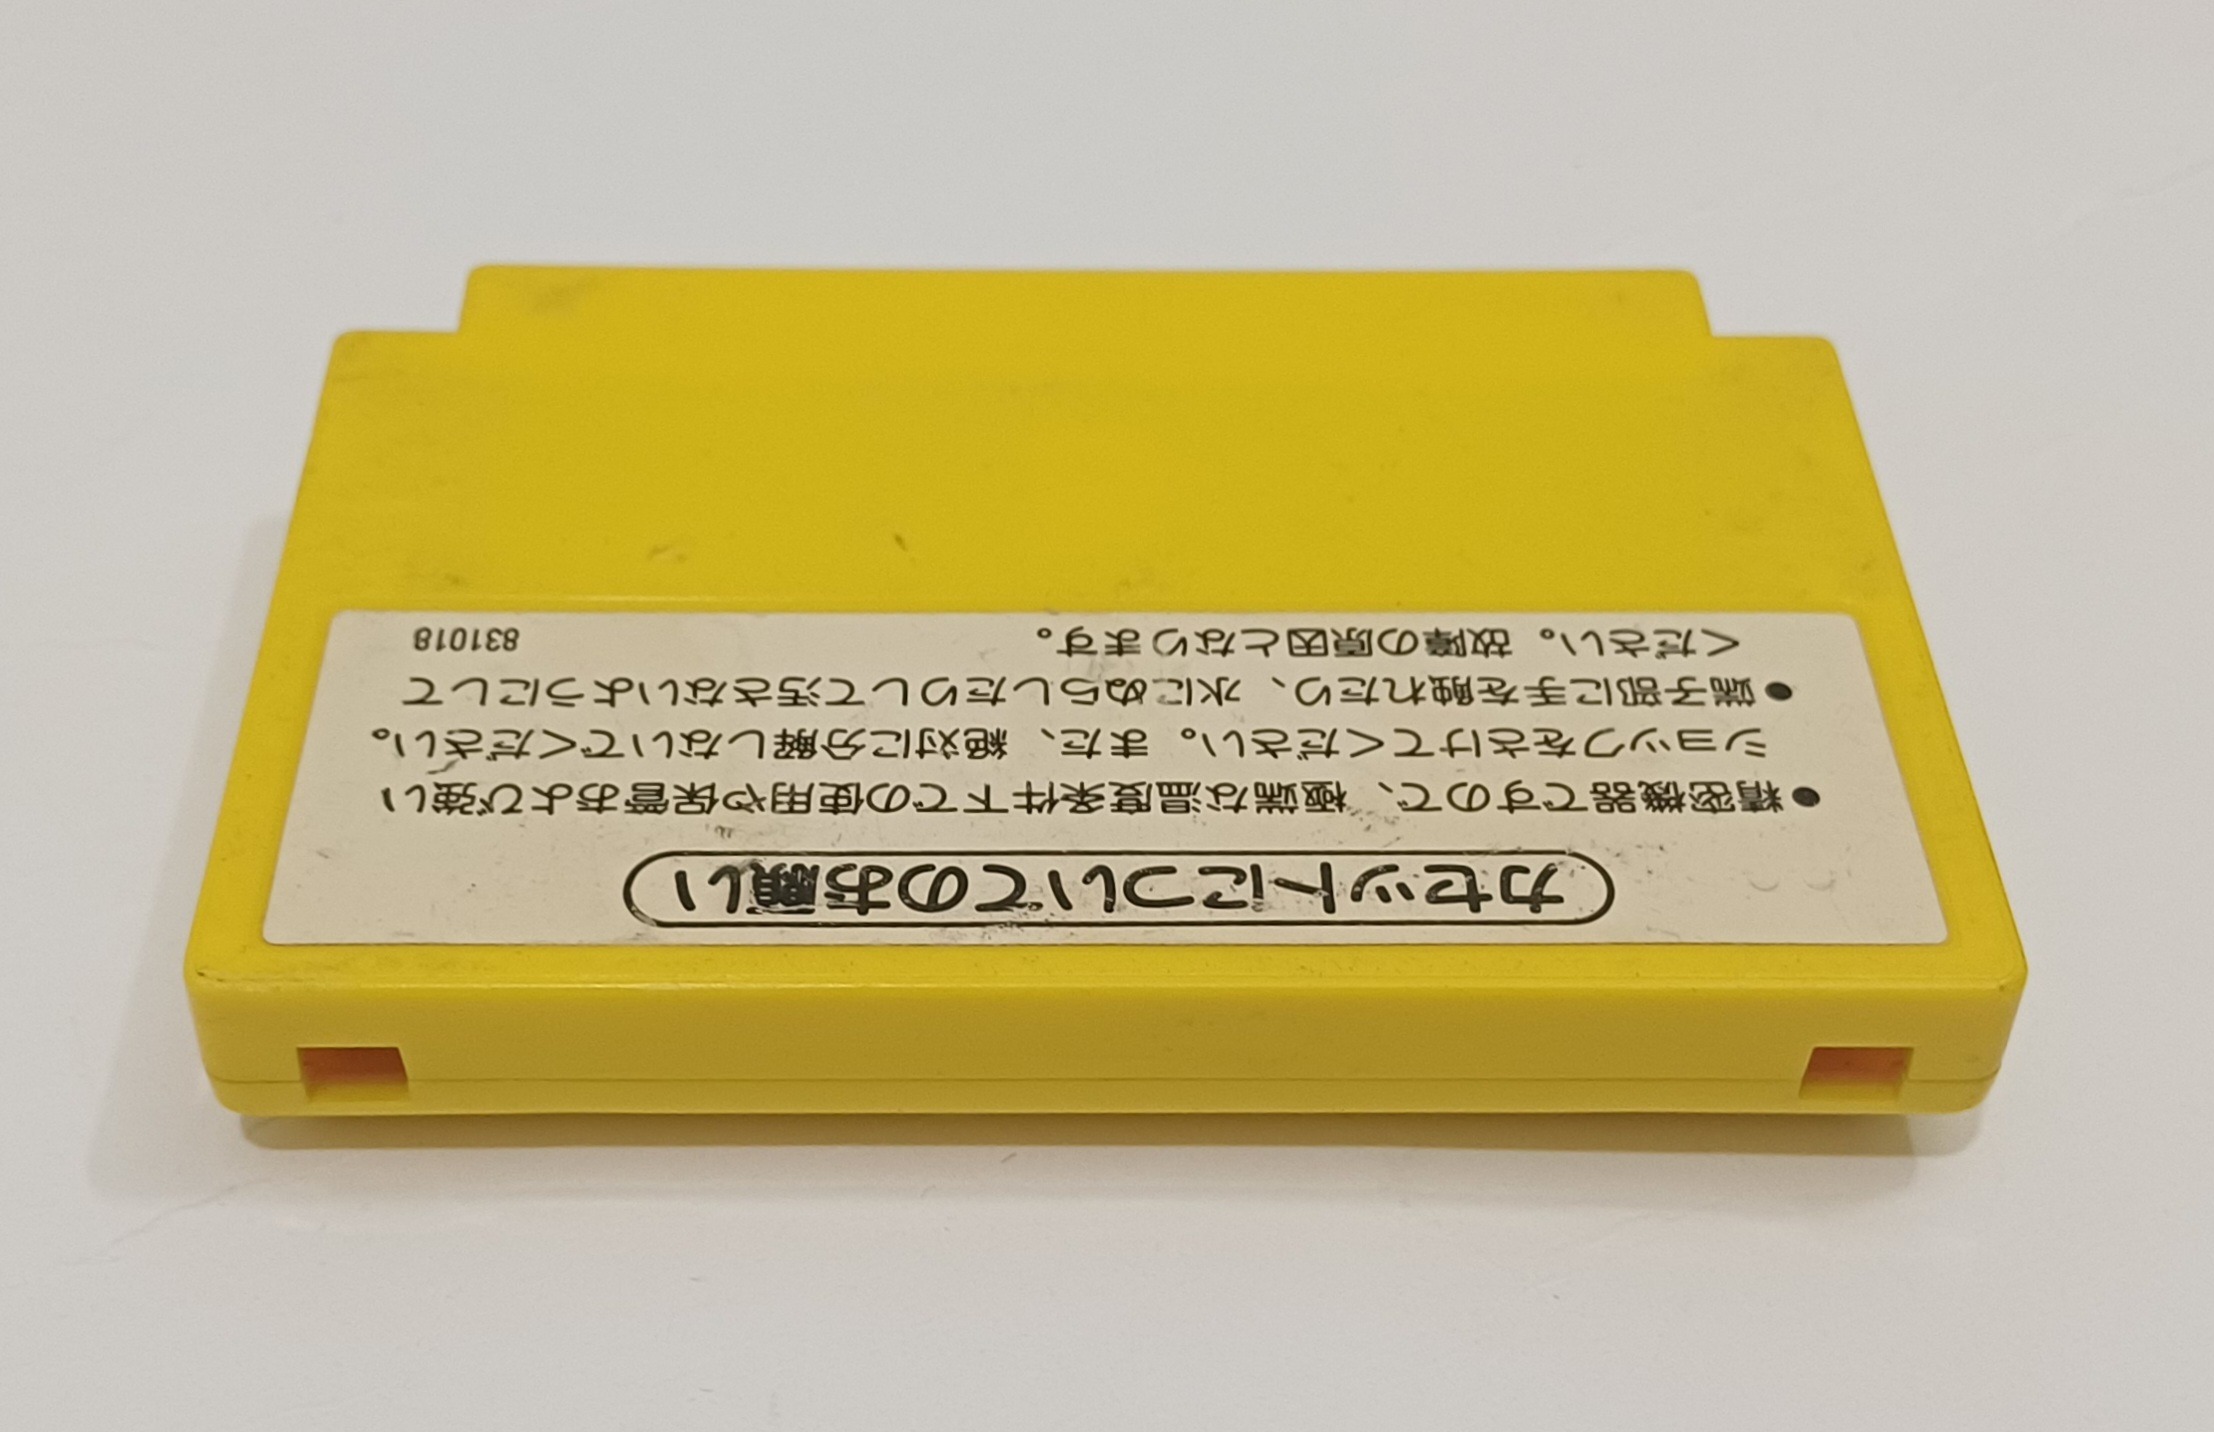 カセットについてのお願い
●精密機器ですので、極端な温度条件下での使用や保管および強い
ショックをさけてください。また、絶対に分解しないでください。
●端子部に手を触れたり、水にぬらしたりして汚さないようにして
ください。故障の原因となります。 831018